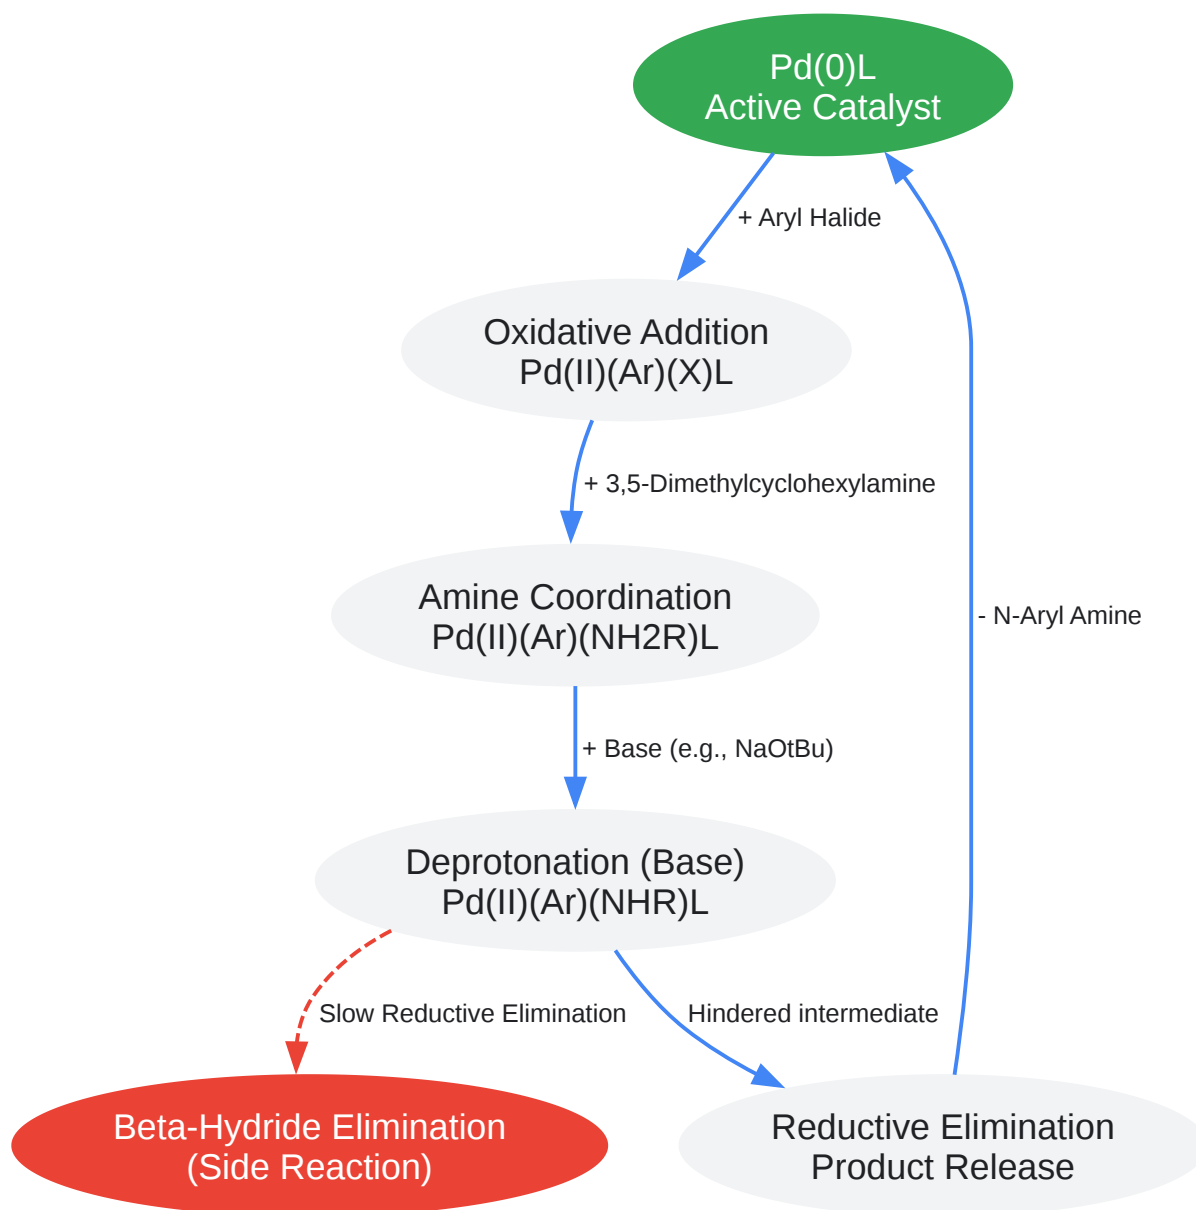 Pd(0)L
Active Catalyst
+ Aryl Halide
Oxidative Addition
Pd(II)(Ar)(X)L
+ 3,5-Dimethylcyclohexylamine
Amine Coordination
Pd(II)(Ar)(NH2R)L
- N-Aryl Amine
+ Base (e.g., NaOtBu)
Deprotonation (Base)
Pd(II)(Ar)(NHR)L
Slow Reductive Elimination
Hindered intermediate
Beta-Hydride Elimination
(Side Reaction)
Reductive Elimination
Product Release